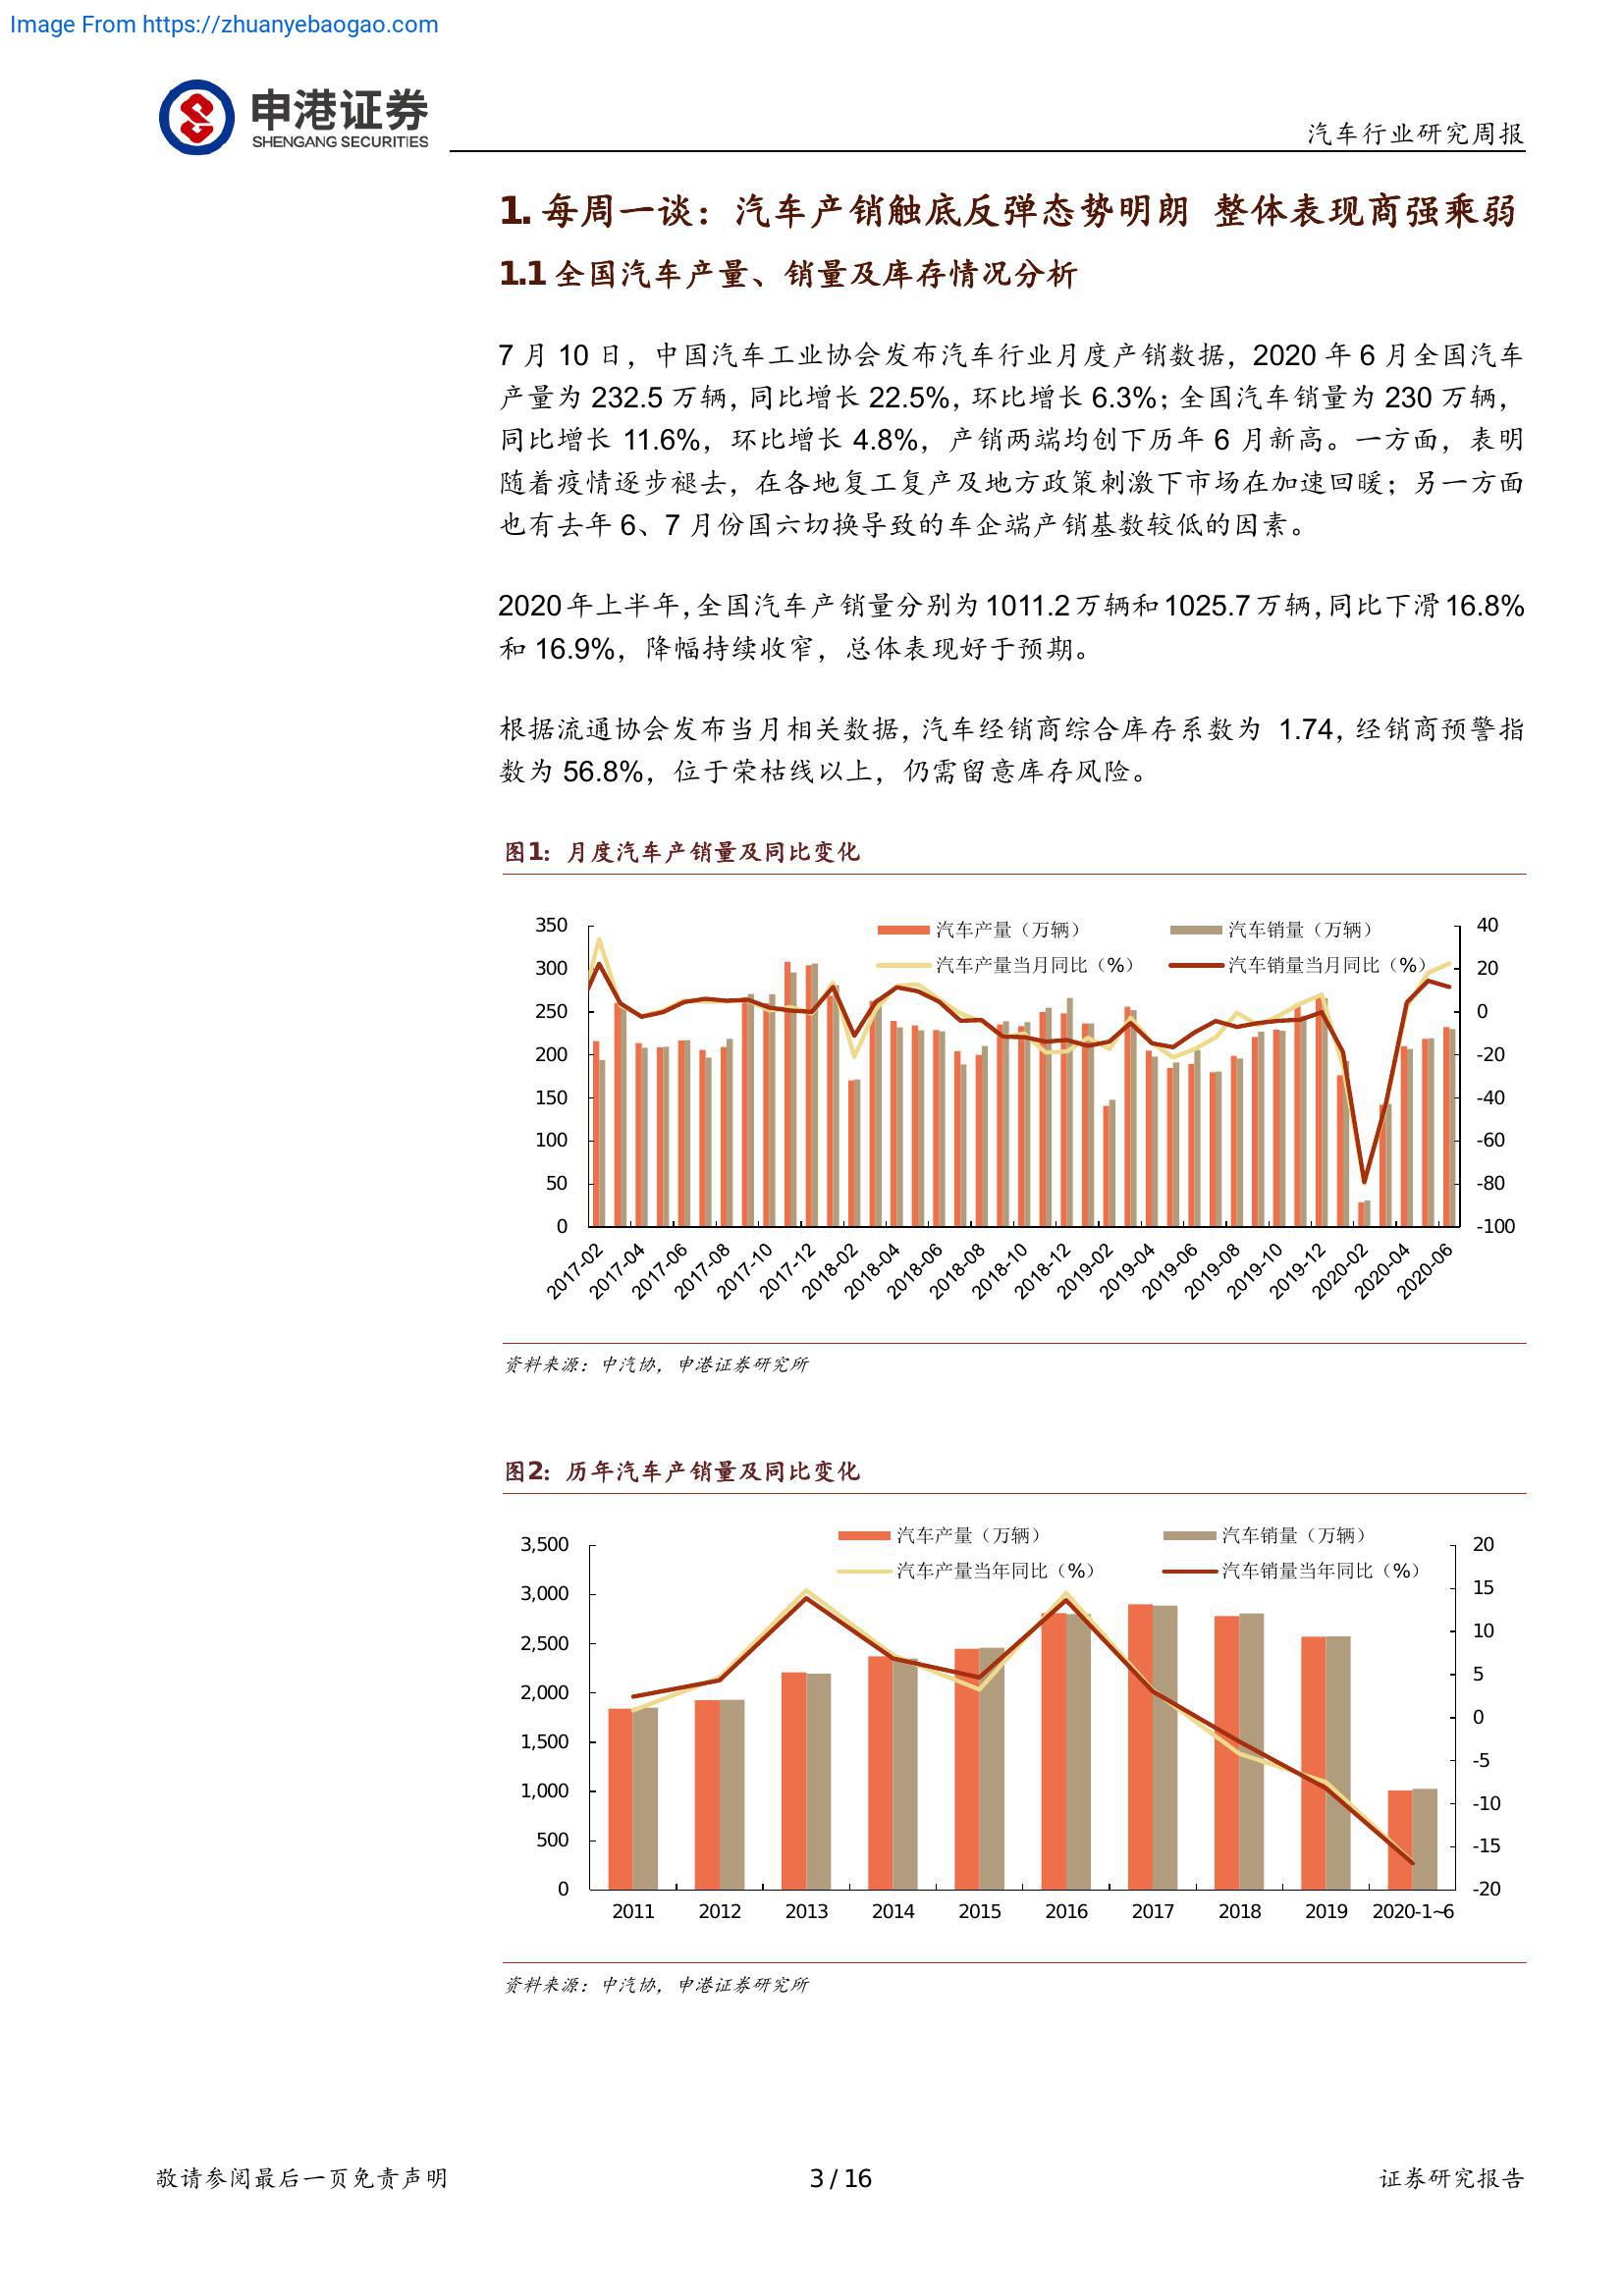 Image From https://zhuanyebaogao.com
申港证券
SHENGANG SECURITIES
汽车行业研究周报
1. 每周一谈：汽车产销触底反弹态势明朗 整体表现商强乘弱
1.1 全国汽车产量、销量及库存情况分析
7 月 10 日，中国汽车工业协会发布汽车行业月度产销数据，2020 年 6 月全国汽车
产量为 232.5 万辆，同比增长 22.5%，环比增长 6.3%；全国汽车销量为 230 万辆，
同比增长 11.6%，环比增长 4.8%，产销两端均创下历年 6 月新高。一方面，表明
随着疫情逐步褪去，在各地复工复产及地方政策刺激下市场在加速回暖；另一方面
也有去年 6、7 月份国六切换导致的车企端产销基数较低的因素。
2020 年上半年，全国汽车产销量分别为 1011.2 万辆和 1025.7 万辆，同比下滑 16.8%
和 16.9%，降幅持续收窄，总体表现好于预期。
根据流通协会发布当月相关数据，汽车经销商综合库存系数为 1.74，经销商预警指
数为 56.8%，位于荣枯线以上，仍需留意库存风险。
图1：月度汽车产销量及同比变化
汽车产量（万辆） 汽车销量（万辆）
汽车产量当月同比（%） 汽车销量当月同比（%）
350 40
300 20
250 0
200 -20
150 -40
100 -60
50 -80
0 -100
2017-02 2017-04 2017-06 2017-08 2017-10 2017-12 2018-02 2018-04 2018-06 2018-08 2018-10 2018-12 2019-02 2019-04 2019-06 2019-08 2019-10 2019-12 2020-02 2020-04 2020-06
资料来源：中汽协，申港证券研究所
图2：历年汽车产销量及同比变化
汽车产量（万辆） 汽车销量（万辆）
汽车产量当年同比（%） 汽车销量当年同比（%）
3,500 20
3,000 15
2,500 10
2,000 5
1,500 0
1,000 -5
500 -10
0 -15
-20
2011 2012 2013 2014 2015 2016 2017 2018 2019 2020-1~6
资料来源：中汽协，申港证券研究所
敬请参阅最后一页免责声明 3 / 16 证券研究报告